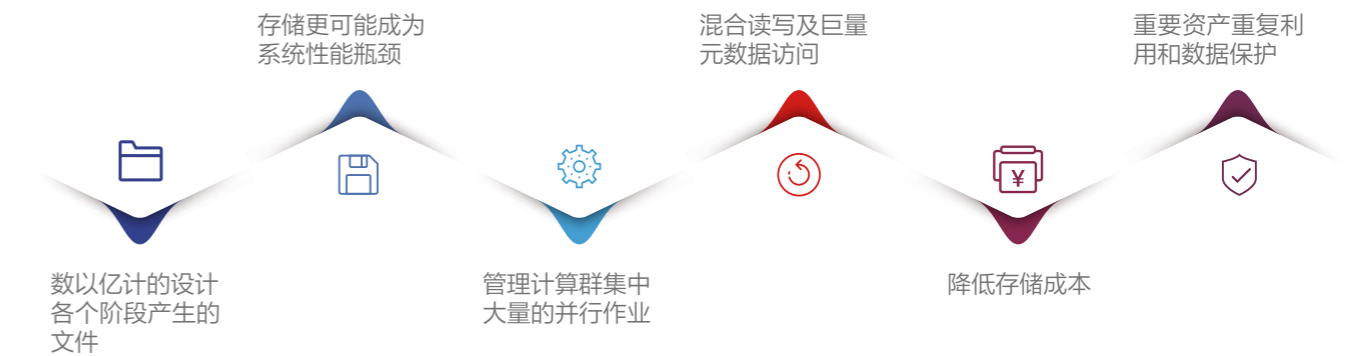 数以亿计的设计
各个阶段产生的
文件
存储更可能成为
系统性能瓶颈
管理计算群集中
大量的并行作业
混合读写及巨量
元数据访问
¥
降低存储成本
重要资产重复利
用和数据保护